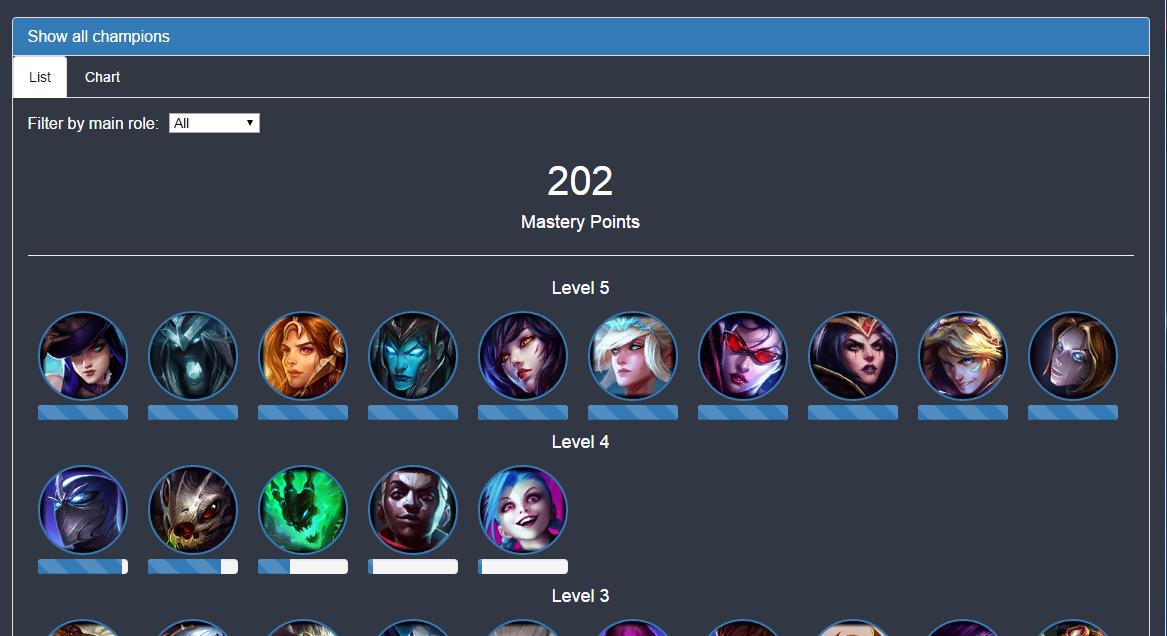 Show all champions
List Chart
Filter by main role: All
202
Mastery Points
Level 5
Level 4
Level 3